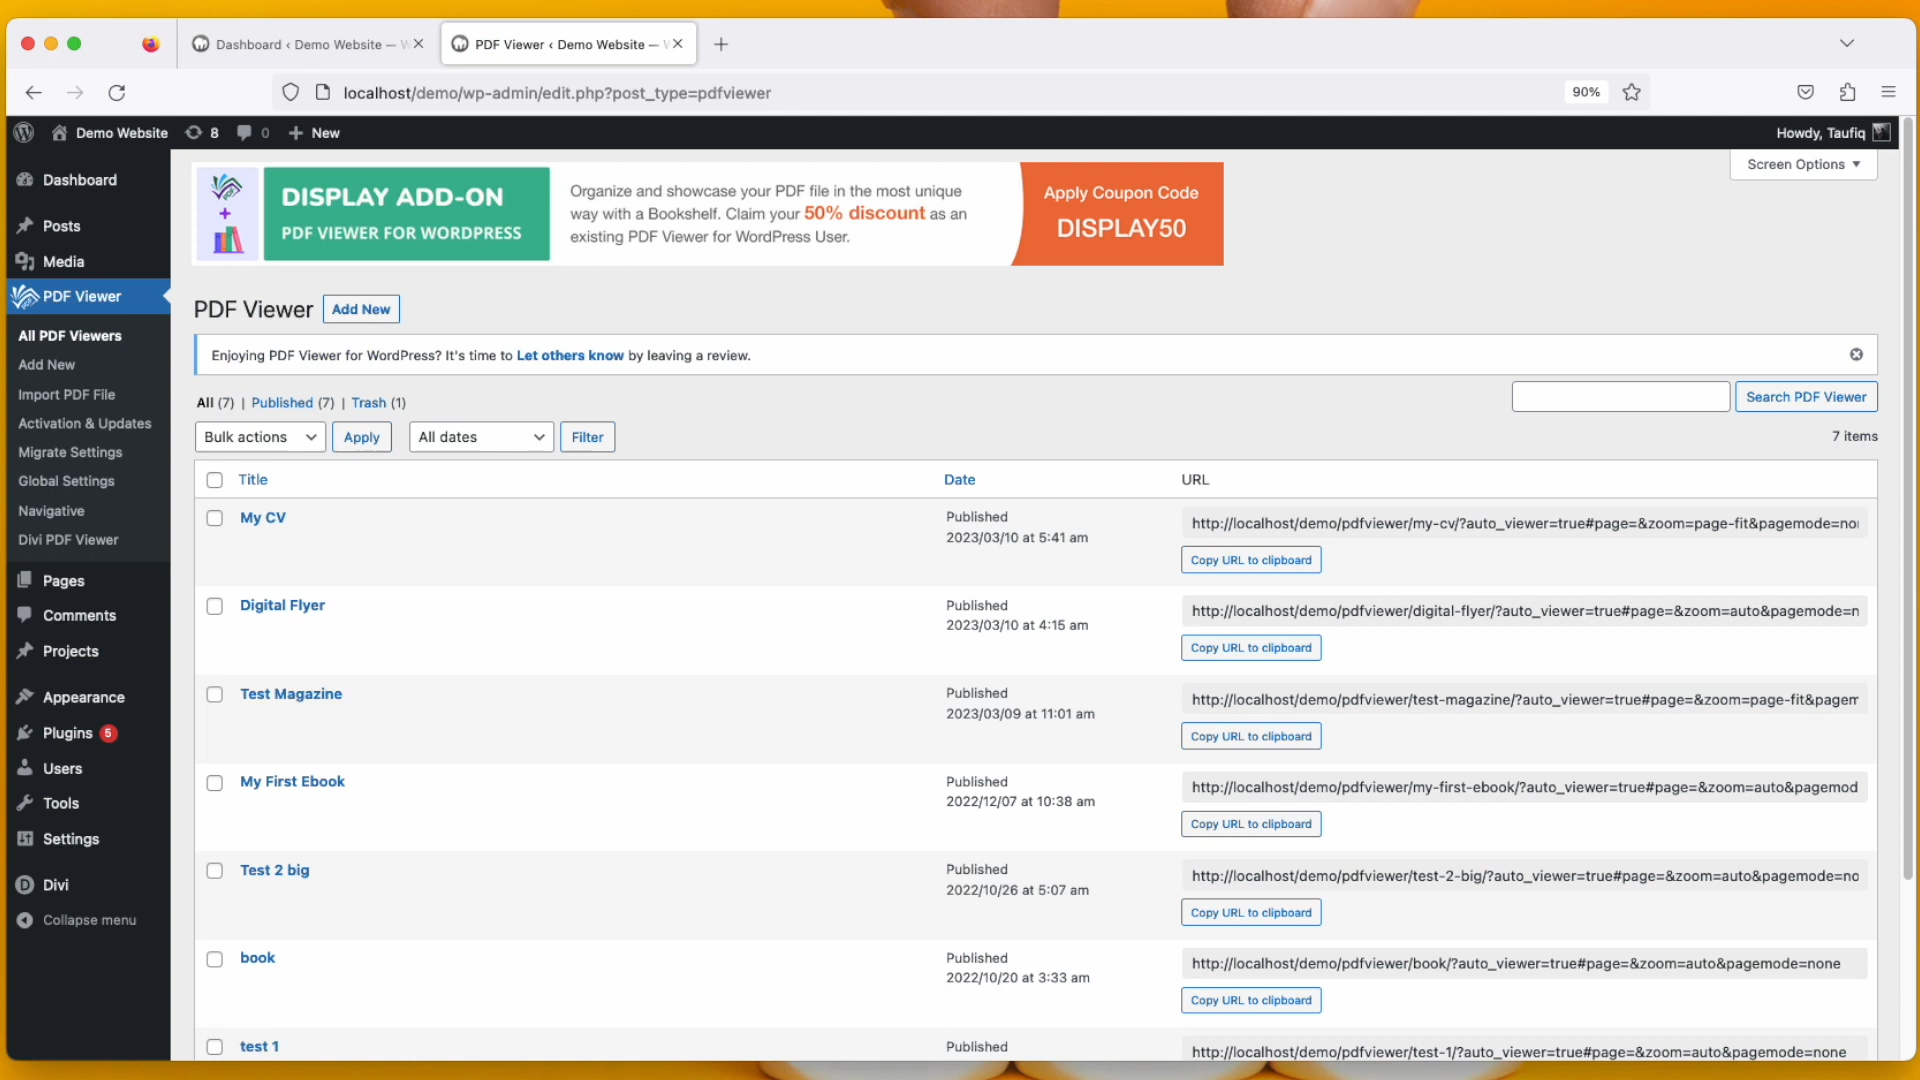 Dashboard ‹ Demo Website —
PDF Viewer ‹ Demo Website —
localhost/demo/wp-admin/edit.php?post_type=pdfviewer
90%
Demo Website
8
0
New
Howdy, Taufiq
Dashboard
Posts
Media
PDF Viewer
All PDF Viewers
Add New
Import PDF File
Activation & Updates
Migrate Settings
Global Settings
Navigative
Divi PDF Viewer
Pages
Comments
Projects
Appearance
Plugins 5
Users
Tools
Settings
Divi
Collapse menu
Screen Options
DISPLAY ADD-ON
PDF VIEWER FOR WORDPRESS
Organize and showcase your PDF file in the most unique
way with a Bookshelf. Claim your 50% discount as an
existing PDF Viewer for WordPress User.
Apply Coupon Code
DISPLAY50
PDF Viewer
Add New
Enjoying PDF Viewer for WordPress? It's time to Let others know by leaving a review.
All (7) | Published (7) | Trash (1)
Search PDF Viewer
Bulk actions
Apply
All dates
Filter
7 items
Title
Date
URL
My CV
Published
2023/03/10 at 5:41 am
http://localhost/demo/pdfviewer/my-cv/?auto_viewer=true#page=&zoom=page-fit&pagemode=no
Copy URL to clipboard
Digital Flyer
Published
2023/03/10 at 4:15 am
http://localhost/demo/pdfviewer/digital-flyer/?auto_viewer=true#page=&zoom=auto&pagemode=n
Copy URL to clipboard
Test Magazine
Published
2023/03/09 at 11:01 am
http://localhost/demo/pdfviewer/test-magazine/?auto_viewer=true#page=&zoom=page-fit&pagem
Copy URL to clipboard
My First Ebook
Published
2022/12/07 at 10:38 am
http://localhost/demo/pdfviewer/my-first-ebook/?auto_viewer=true#page=&zoom=auto&pagemod
Copy URL to clipboard
Test 2 big
Published
2022/10/26 at 5:07 am
http://localhost/demo/pdfviewer/test-2-big/?auto_viewer=true#page=&zoom=auto&pagemode=no
Copy URL to clipboard
book
Published
2022/10/20 at 3:33 am
http://localhost/demo/pdfviewer/book/?auto_viewer=true#page=&zoom=auto&pagemode=none
Copy URL to clipboard
test 1
Published
http://localhost/demo/pdfviewer/test-1/?auto_viewer=true#page=&zoom=auto&pagemode=none